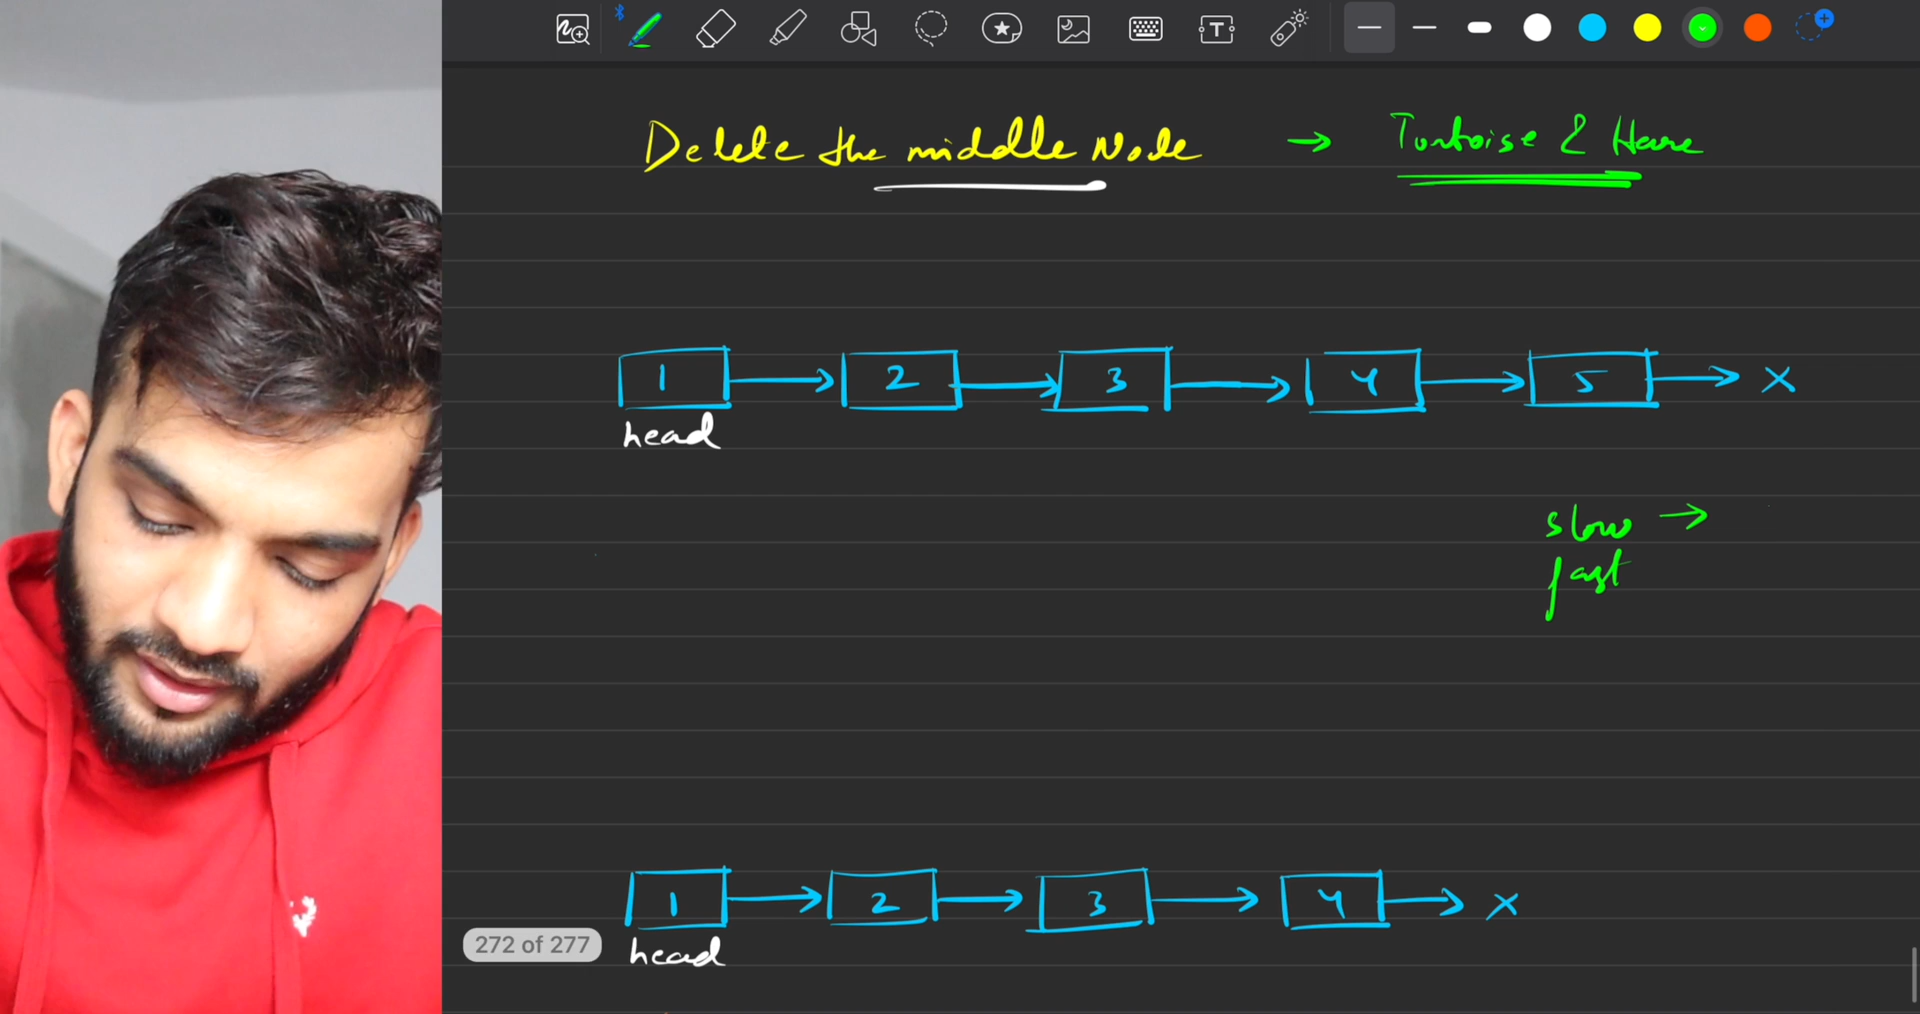 Delete the middle Node → Tortoise & Hare
1 → 2 → 3 → 4 → 5 → X
head
slow →
fast
1 → 2 → 3 → 4 → X
272 of 277
head
T